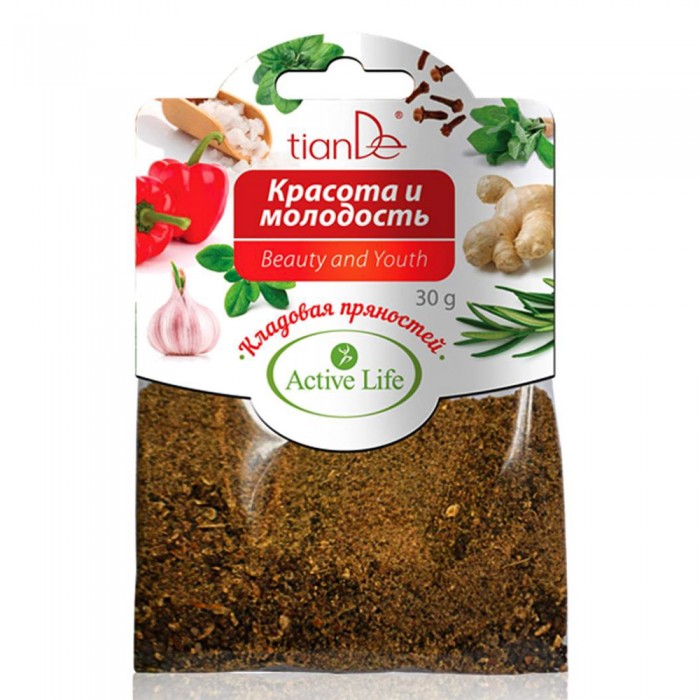 tianDe®
Красота и
молодость
Beauty and Youth
30 g
·Кладовая пряностей·
Active Life